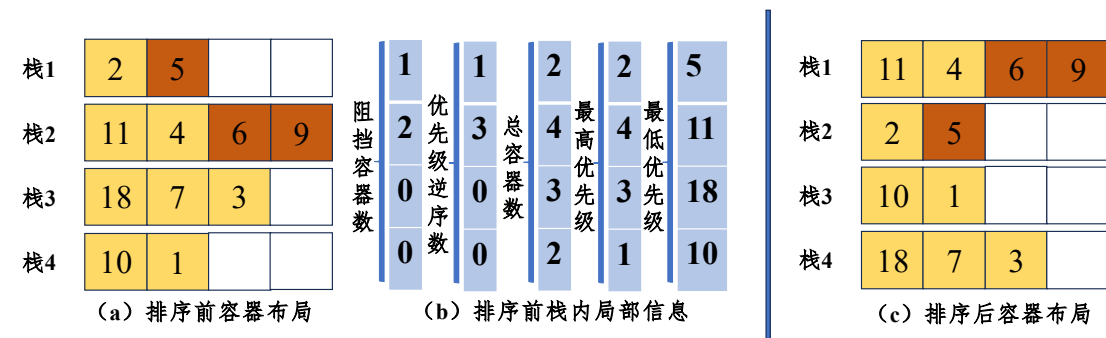 栈1 2 5
栈2 11 4 6 9
栈3 18 7 3
栈4 10 1
(a) 排序前容器布局
阻挡容器数 1 2 0 0
优先级逆序数 1 3 0 0
总容器数 2 4 3 2
最高优先级 2 4 3 1
最低优先级 5 11 18 10
(b) 排序前栈内局部信息
栈1 11 4 6 9
栈2 2 5
栈3 10 1
栈4 18 7 3
(c) 排序后容器布局